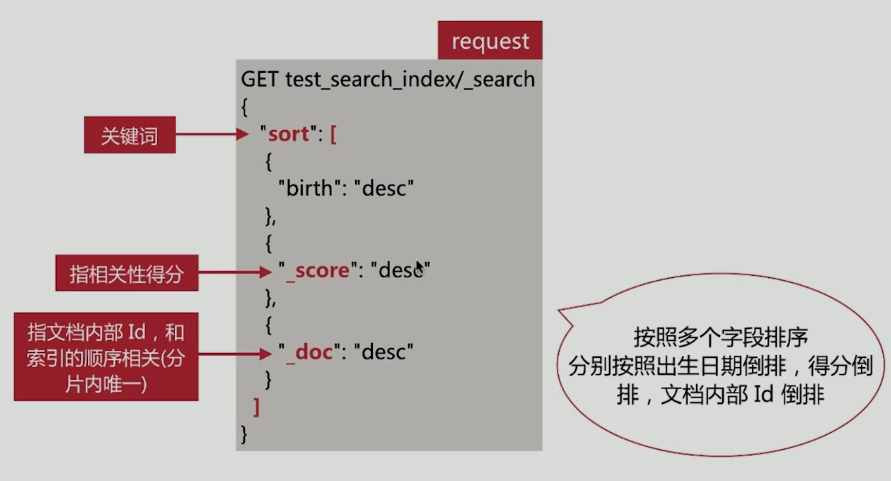 request
GET test_search_index/_search
{
关键词
"sort": [
{
"birth": "desc"
},
{
指相关性得分
"_score": "desc"
},
{
指文档内部 Id，和
索引的顺序相关(分
片内唯一)
"_doc": "desc"
}
]
}
按照多个字段排序
分别按照出生日期倒排，得分倒
排，文档内部 Id 倒排